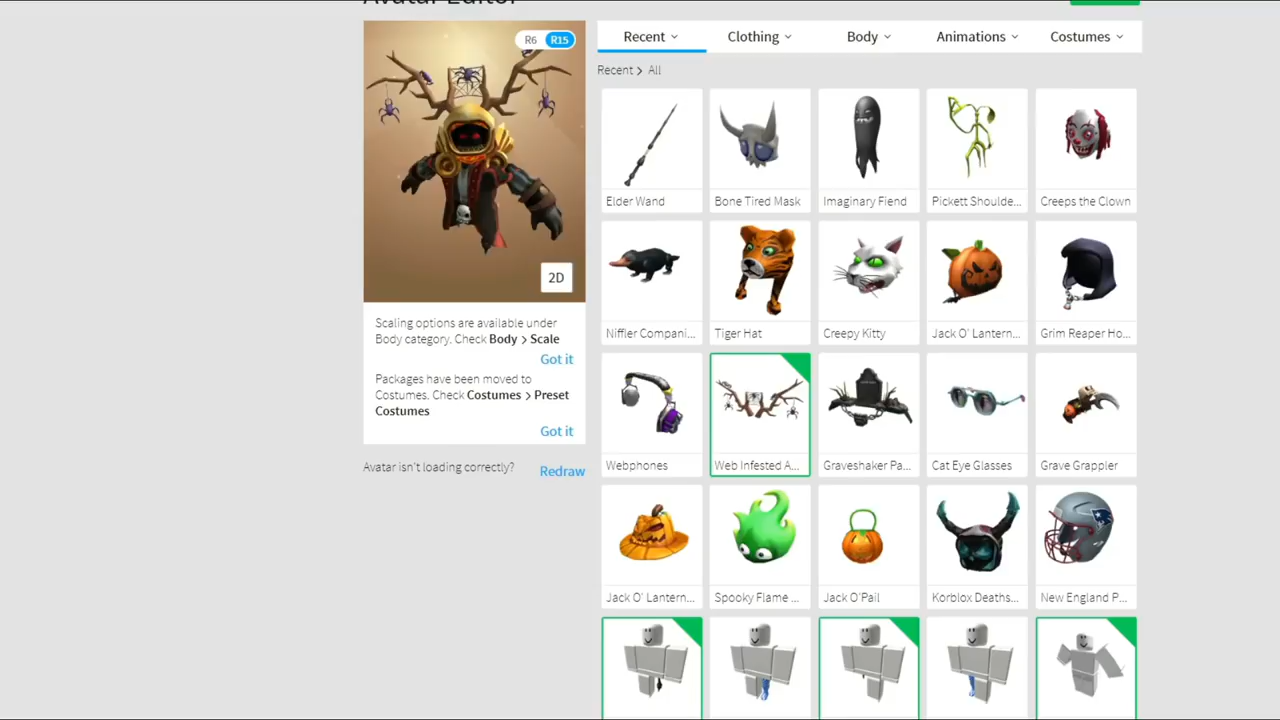 Avatar Editor
R6 R15
2D
Scaling options are available under
Body category. Check Body > Scale
Got it
Packages have been moved to
Costumes. Check Costumes > Preset
Costumes
Got it
Avatar isn't loading correctly? Redraw
Recent Clothing Body Animations Costumes
Recent > All
Elder Wand
Bone Tired Mask
Imaginary Fiend
Pickett Shoulde...
Creeps the Clown
Niffler Compani...
Tiger Hat
Creepy Kitty
Jack O' Lantern...
Grim Reaper Ho...
Webphones
Web Infested A...
Graveshaker Pa...
Cat Eye Glasses
Grave Grappler
Jack O' Lantern...
Spooky Flame ...
Jack O'Pail
Korblox Deaths...
New England P...